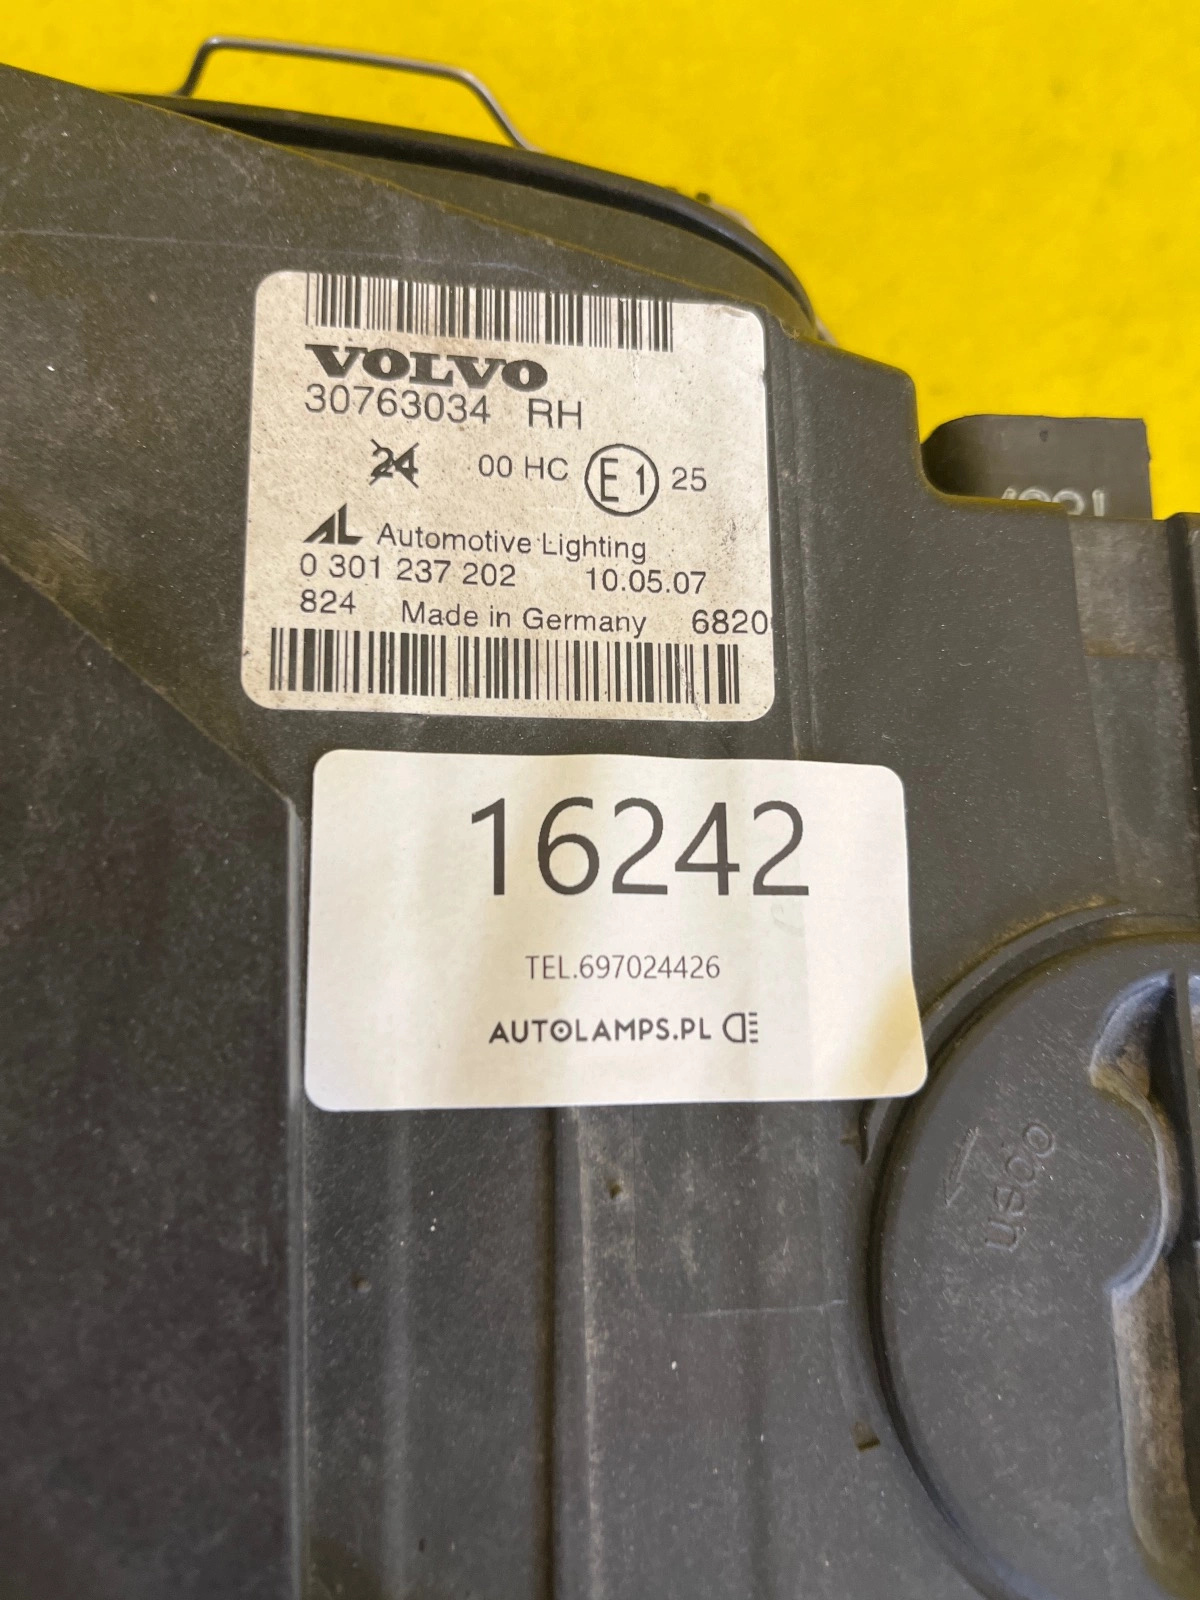 VOLVO
30763034 RH
24 00 HC E1 25
AL Automotive Lighting
0 301 237 202 10.05.07
824 Made in Germany 6820
16242
TEL.697024426
AUTOLAMPS.PL
open